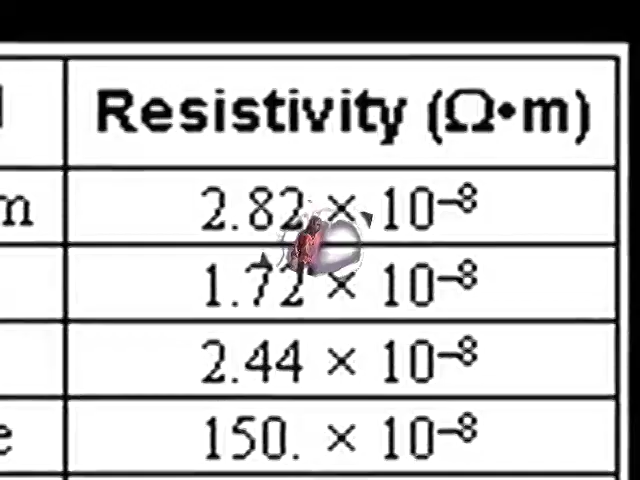 Resistivity (Ω•m)
m 2.82 × 10⁻⁸
1.72 × 10⁻⁸
2.44 × 10⁻⁸
e 150. × 10⁻⁸